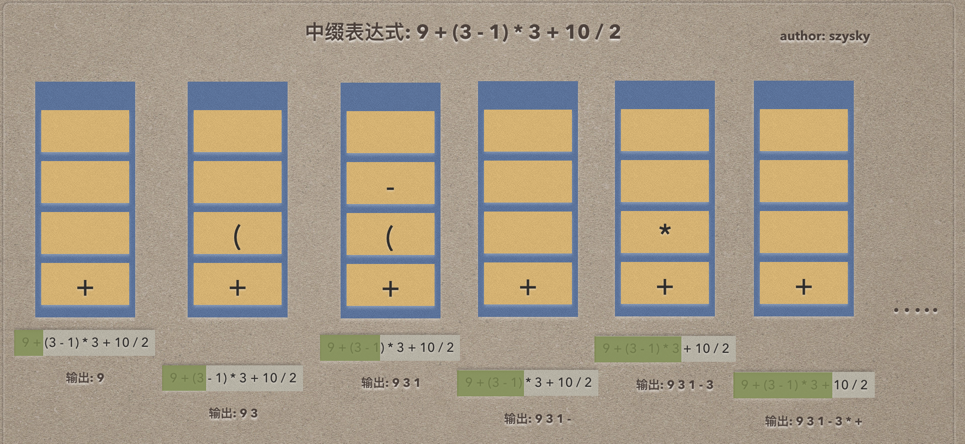 中缀表达式: 9 + (3 - 1) * 3 + 10 / 2
author: szysky
+
(
+
-
(
+
+
*
+
+
.....
9 + (3 - 1) * 3 + 10 / 2
输出: 9
9 + (3 - 1) * 3 + 10 / 2
输出: 9 3
9 + (3 - 1) * 3 + 10 / 2
输出: 9 3 1
9 + (3 - 1) * 3 + 10 / 2
输出: 9 3 1 -
9 + (3 - 1) * 3 + 10 / 2
输出: 9 3 1 - 3
9 + (3 - 1) * 3 + 10 / 2
输出: 9 3 1 - 3 * +